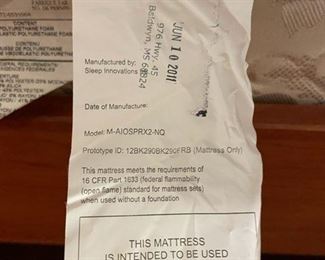 CONTENT
POLYURETHANE FOAM
JUN 10 2011
976 Hwy. 45
Baldwyn, MS
Manufactured by:
Sleep Innovations
Date of Manufacture:
Model: M-AIOSPRX2-NQ
Prototype ID: 12BK290BK290FRB (Mattress Only)
This mattress meets the requirements of
16 CFR Part 1633 (federal flammability
(open flame) standard for mattress sets)
when used without a foundation
THIS MATTRESS
IS INTENDED TO BE USED